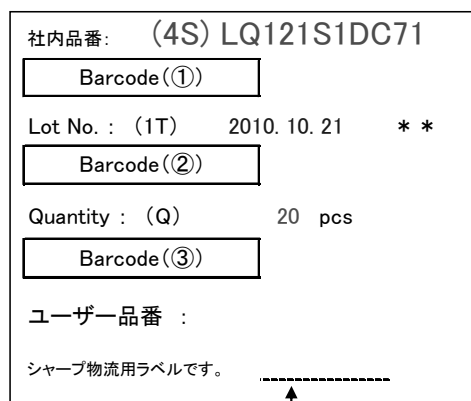 社内品番: (4S) LQ121S1DC71
Barcode(①)
Lot No. : (1T) 2010. 10. 21 * *
Barcode(②)
Quantity : (Q) 20 pcs
Barcode(③)
ユーザー品番 :
シャープ物流用ラベルです。